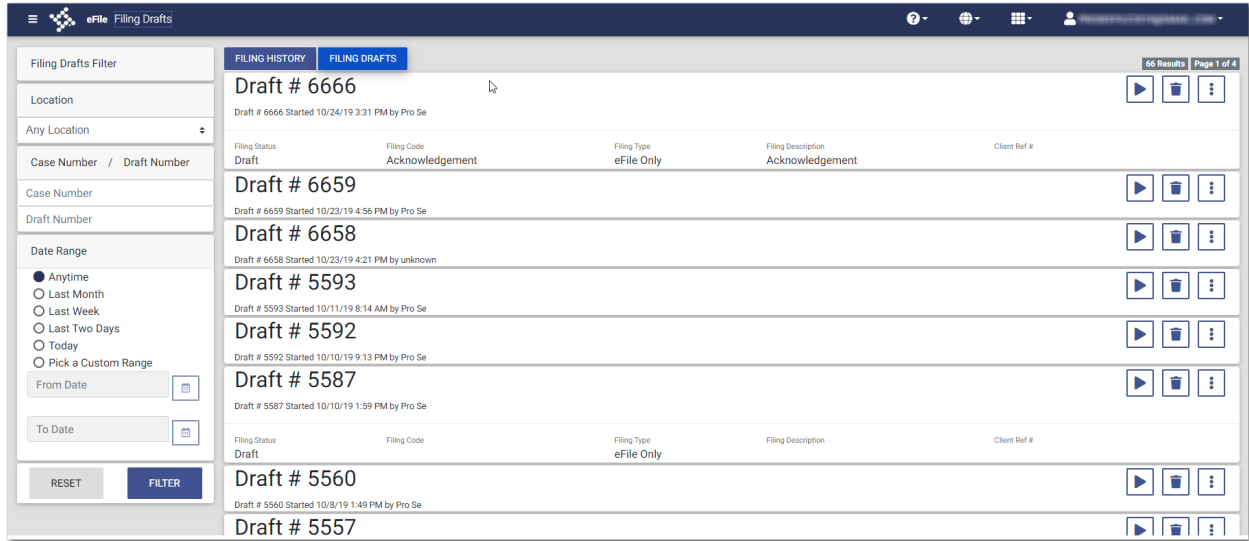 eFile Filing Drafts
Filing Drafts Filter
Location
Any Location
Case Number / Draft Number
Case Number
Draft Number
Date Range
Anytime
Last Month
Last Week
Last Two Days
Today
Pick a Custom Range
From Date
To Date
RESET FILTER
FILING HISTORY FILING DRAFTS
66 Results Page 1 of 4
Draft # 6666
Draft # 6666 Started 10/24/19 3:31 PM by Pro Se
Filing Status Filing Code Filing Type Filing Description Client Ref #
Draft Acknowledgement eFile Only Acknowledgement
Draft # 6659
Draft # 6659 Started 10/23/19 4:56 PM by Pro Se
Draft # 6658
Draft # 6658 Started 10/23/19 4:21 PM by unknown
Draft # 5593
Draft # 5593 Started 10/11/19 8:14 AM by Pro Se
Draft # 5592
Draft # 5592 Started 10/10/19 9:13 PM by Pro Se
Draft # 5587
Draft # 5587 Started 10/10/19 1:59 PM by Pro Se
Filing Status Filing Code Filing Type Filing Description Client Ref #
Draft eFile Only
Draft # 5560
Draft # 5560 Started 10/8/19 1:49 PM by Pro Se
Draft # 5557